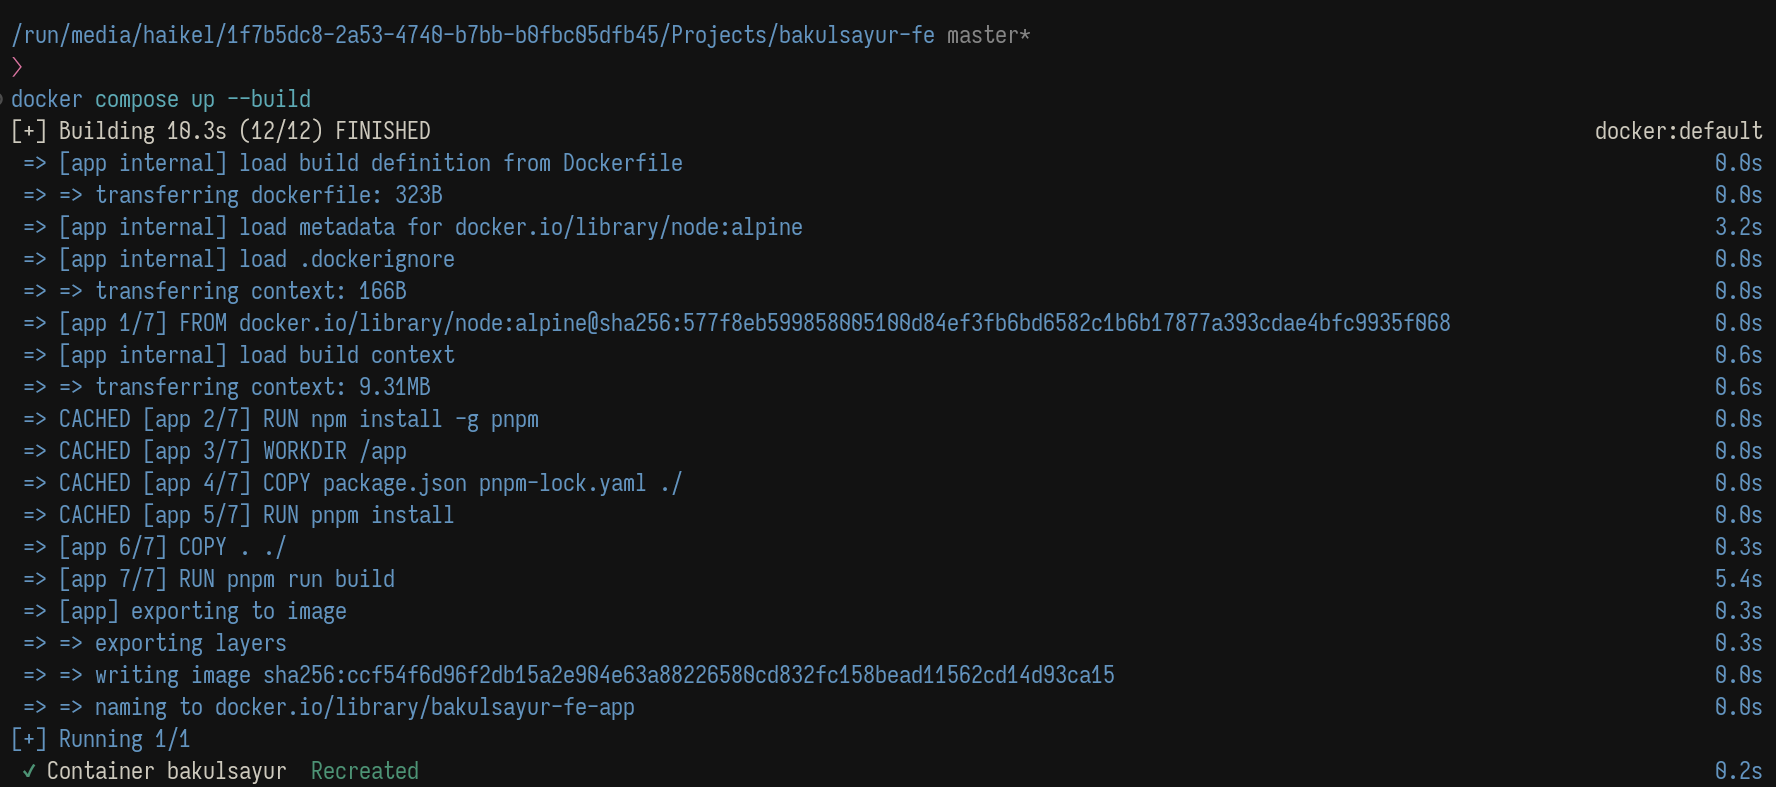 /run/media/haikel/1f7b5dc8-2a53-4740-b7bb-b0fbc05dfb45/Projects/bakulsayur-fe master*
❯
docker compose up --build
[+] Building 10.3s (12/12) FINISHED docker:default
=> [app internal] load build definition from Dockerfile 0.0s
=> => transferring dockerfile: 323B 0.0s
=> [app internal] load metadata for docker.io/library/node:alpine 3.2s
=> [app internal] load .dockerignore 0.0s
=> => transferring context: 166B 0.0s
=> [app 1/7] FROM docker.io/library/node:alpine@sha256:577f8eb599858005100d84ef3fb6bd6582c1b6b17877a393cdae4bfc9935f068 0.0s
=> [app internal] load build context 0.6s
=> => transferring context: 9.31MB 0.6s
=> CACHED [app 2/7] RUN npm install -g pnpm 0.0s
=> CACHED [app 3/7] WORKDIR /app 0.0s
=> CACHED [app 4/7] COPY package.json pnpm-lock.yaml ./ 0.0s
=> CACHED [app 5/7] RUN pnpm install 0.0s
=> [app 6/7] COPY . ./ 0.3s
=> [app 7/7] RUN pnpm run build 5.4s
=> [app] exporting to image 0.3s
=> => exporting layers 0.3s
=> => writing image sha256:ccf54f6d96f2db15a2e904e63a88226580cd832fc158bead11562cd14d93ca15 0.0s
=> => naming to docker.io/library/bakulsayur-fe-app 0.0s
[+] Running 1/1
✓ Container bakulsayur Recreated 0.2s